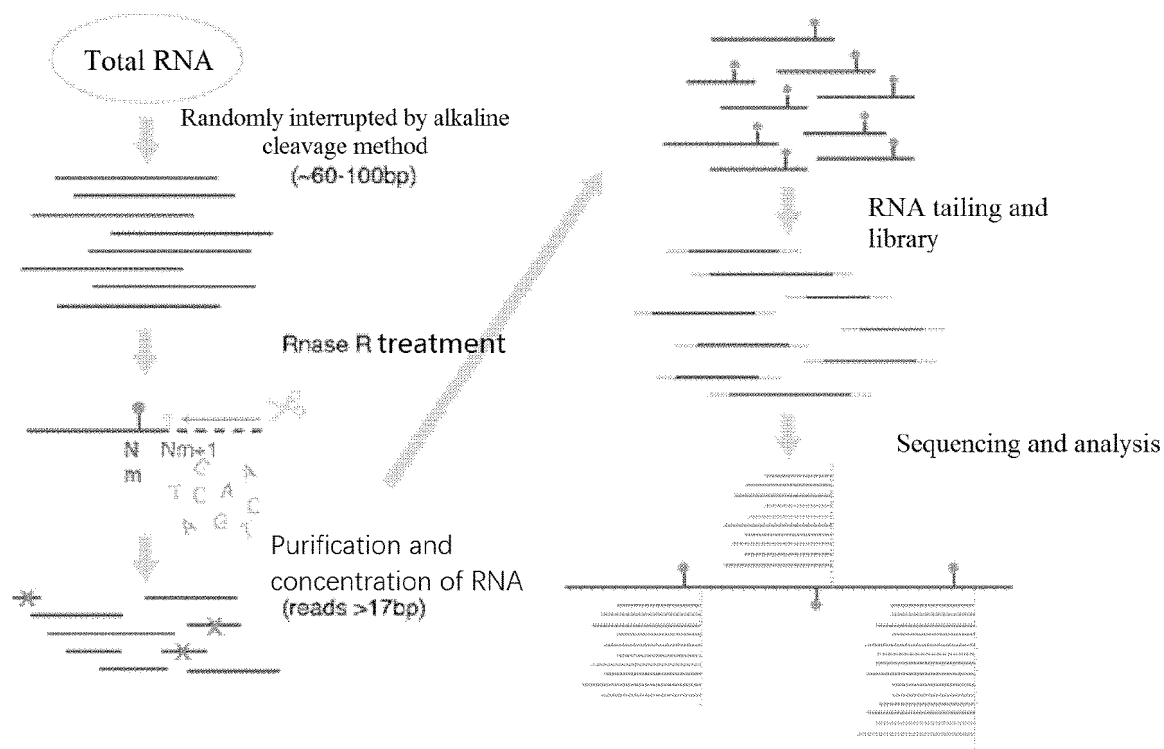 Total RNA
Randomly interrupted by alkaline
cleavage method
(~60-100bp)
Rnase R treatment
N Nm+1
m
C A
T C A
C
A G T
Purification and
concentration of RNA
(reads >17bp)
RNA tailing and
library
Sequencing and analysis